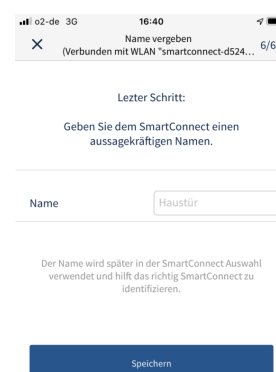 o2-de 3G 16:40
Name vergeben
(Verbunden mit WLAN "smartconnect-d524...
6/6
Lezter Schritt:
Geben Sie dem SmartConnect einen
aussagekräftigen Namen.
Name Haustür
Der Name wird später in der SmartConnect Auswahl
verwendet und hilft das richtig SmartConnect zu
identifizieren.
Speichern